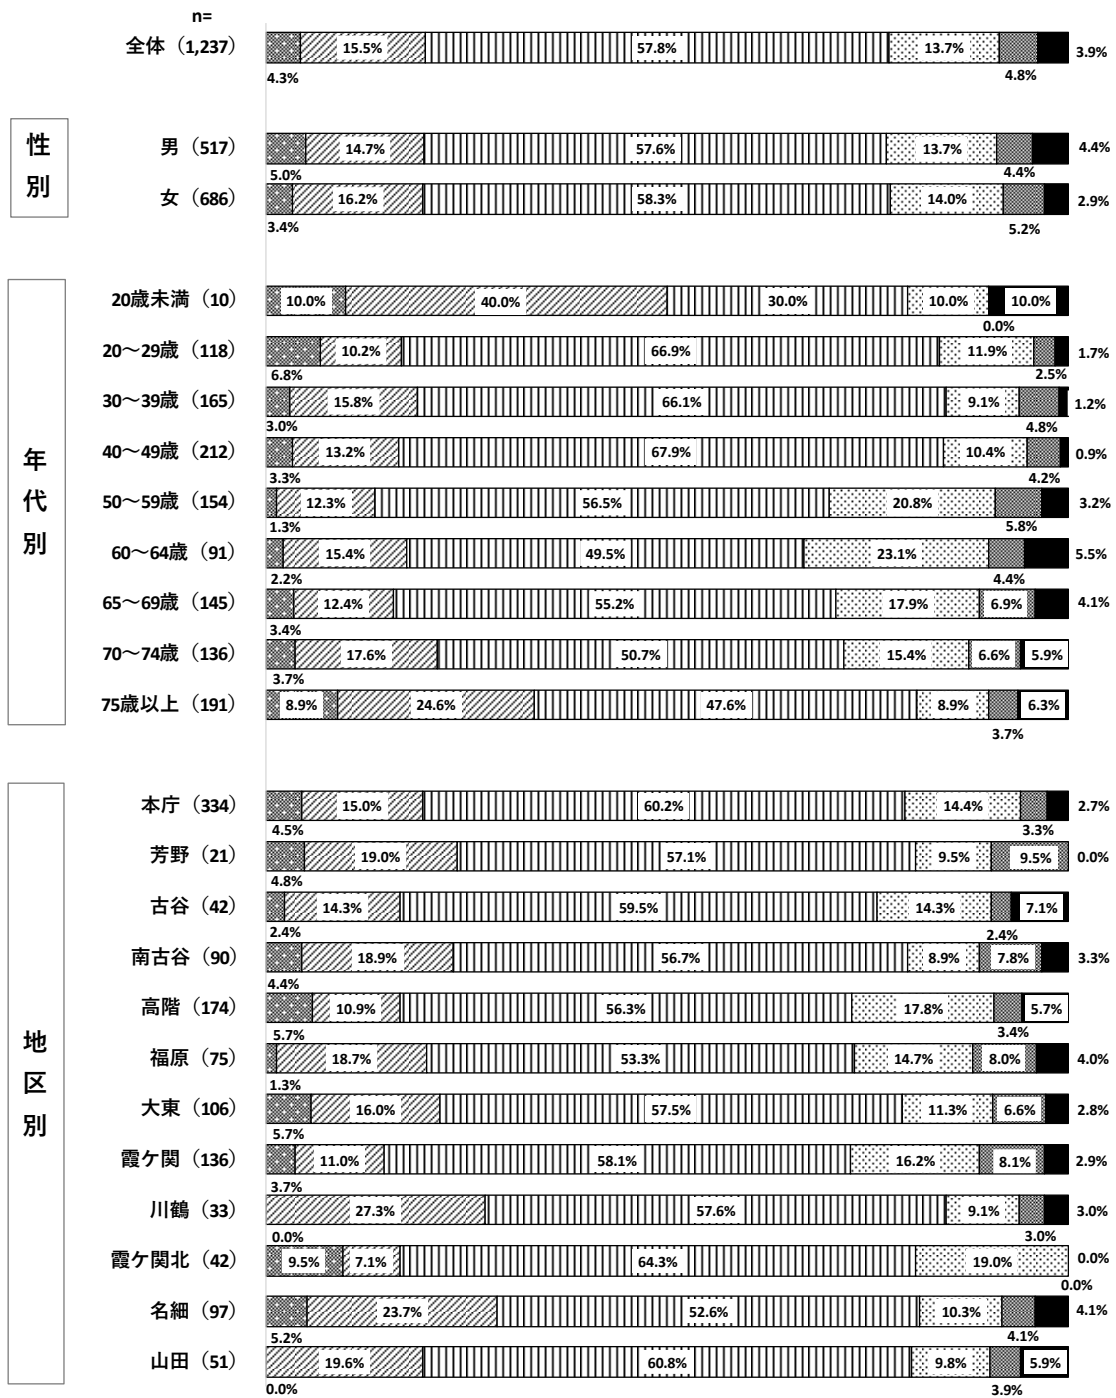 n=
全体（1,237）
15.5% 57.8% 13.7% 3.9%
4.3% 4.8%
性別
男（517）
14.7% 57.6% 13.7% 4.4%
5.0% 4.4%
女（686）
16.2% 58.3% 14.0% 2.9%
3.4% 5.2%
年代別
20歳未満（10）
10.0% 40.0% 30.0% 10.0% 10.0%
0.0%
20～29歳（118）
10.2% 66.9% 11.9% 1.7%
6.8% 2.5%
30～39歳（165）
15.8% 66.1% 9.1% 1.2%
3.0% 4.8%
40～49歳（212）
13.2% 67.9% 10.4% 0.9%
3.3% 4.2%
50～59歳（154）
12.3% 56.5% 20.8% 3.2%
1.3% 5.8%
60～64歳（91）
15.4% 49.5% 23.1% 5.5%
2.2% 4.4%
65～69歳（145）
12.4% 55.2% 17.9% 6.9% 4.1%
3.4%
70～74歳（136）
17.6% 50.7% 15.4% 6.6% 5.9%
3.7%
75歳以上（191）
8.9% 24.6% 47.6% 8.9% 6.3%
3.7%
地区別
本庁（334）
15.0% 60.2% 14.4% 2.7%
4.5% 3.3%
芳野（21）
19.0% 57.1% 9.5% 9.5% 0.0%
4.8%
古谷（42）
14.3% 59.5% 14.3% 7.1%
2.4% 2.4%
南古谷（90）
18.9% 56.7% 8.9% 7.8% 3.3%
4.4%
高階（174）
10.9% 56.3% 17.8% 5.7%
5.7% 3.4%
福原（75）
18.7% 53.3% 14.7% 8.0% 4.0%
1.3%
大東（106）
16.0% 57.5% 11.3% 6.6% 2.8%
5.7%
霞ケ関（136）
11.0% 58.1% 16.2% 8.1% 2.9%
3.7%
川鶴（33）
27.3% 57.6% 9.1% 3.0%
0.0% 3.0%
霞ケ関北（42）
9.5% 7.1% 64.3% 19.0% 0.0%
0.0%
名細（97）
23.7% 52.6% 10.3% 4.1%
5.2% 4.1%
山田（51）
19.6% 60.8% 9.8% 5.9%
0.0% 3.9%